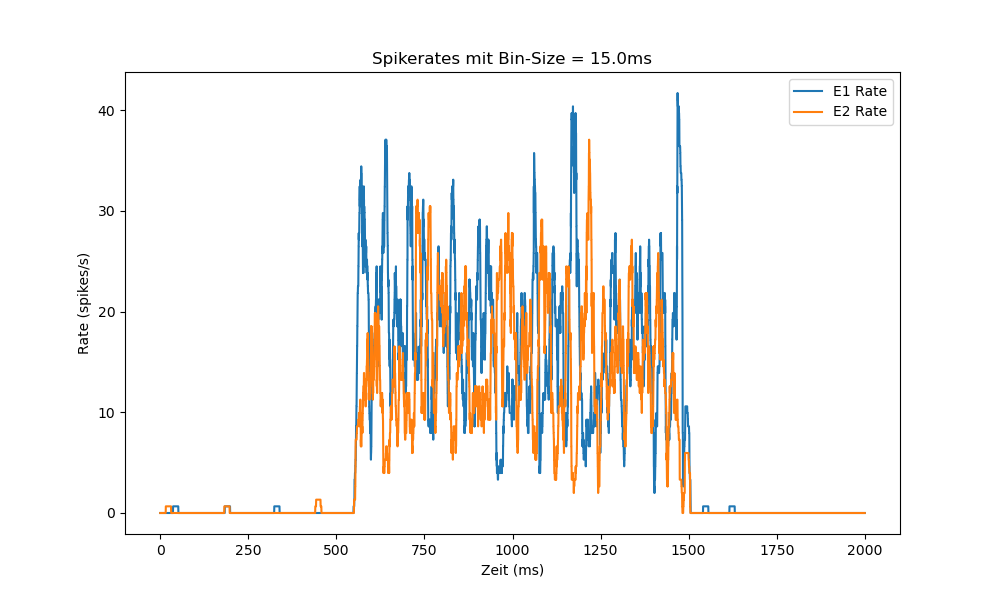 Spikerates mit Bin-Size = 15.0ms
E1 Rate
E2 Rate
Rate (spikes/s)
40
30
20
10
0
0 250 500 750 1000 1250 1500 1750 2000
Zeit (ms)